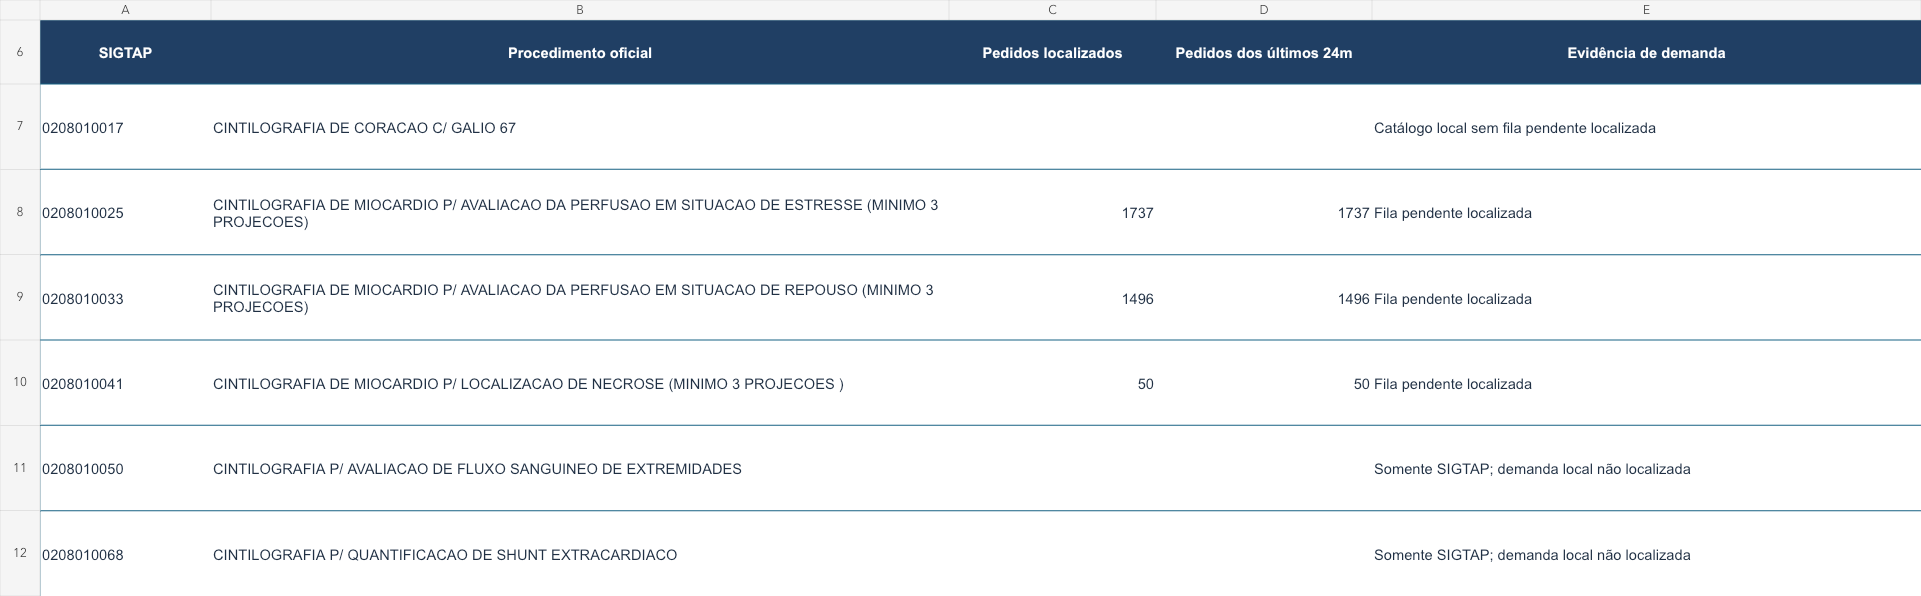 A B C D E
6 SIGTAP Procedimento oficial Pedidos localizados Pedidos dos últimos 24m Evidência de demanda
7 0208010017 CINTILOGRAFIA DE CORACAO C/ GALIO 67 Catálogo local sem fila pendente localizada
8 0208010025 CINTILOGRAFIA DE MIOCARDIO P/ AVALIACAO DA PERFUSAO EM SITUACAO DE ESTRESSE (MINIMO 3
PROJECOES) 1737 1737 Fila pendente localizada
9 0208010033 CINTILOGRAFIA DE MIOCARDIO P/ AVALIACAO DA PERFUSAO EM SITUACAO DE REPOUSO (MINIMO 3
PROJECOES) 1496 1496 Fila pendente localizada
10 0208010041 CINTILOGRAFIA DE MIOCARDIO P/ LOCALIZACAO DE NECROSE (MINIMO 3 PROJECOES ) 50 50 Fila pendente localizada
11 0208010050 CINTILOGRAFIA P/ AVALIACAO DE FLUXO SANGUINEO DE EXTREMIDADES Somente SIGTAP; demanda local não localizada
12 0208010068 CINTILOGRAFIA P/ QUANTIFICACAO DE SHUNT EXTRACARDIACO Somente SIGTAP; demanda local não localizada